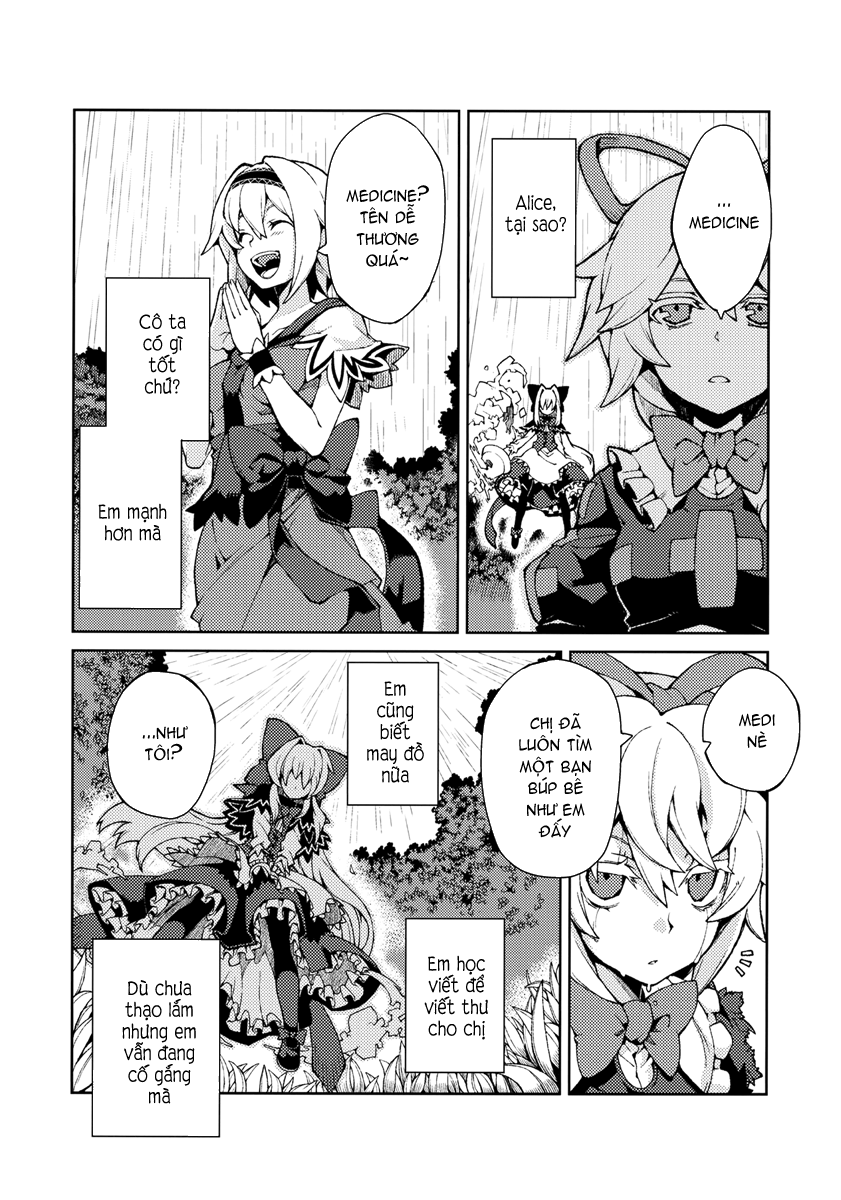 ...
MEDICINE
Alice,
tại sao?
MEDICINE?
TÊN DỄ
THƯƠNG
QUÁ~
Cô ta
có gì
tốt
chứ?
Em mạnh
hơn mà
MEDI
NÈ
CHỊ ĐÃ
LUÔN TÌM
MỘT BẠN
BÚP BÊ
NHƯ EM
ĐẤY
Em
cũng
biết
may đồ
nữa
...NHƯ
TÔI?
Em học
viết để
viết thư
cho chị
Dù chưa
thạo lắm
nhưng em
vẫn đang
cố gắng
mà